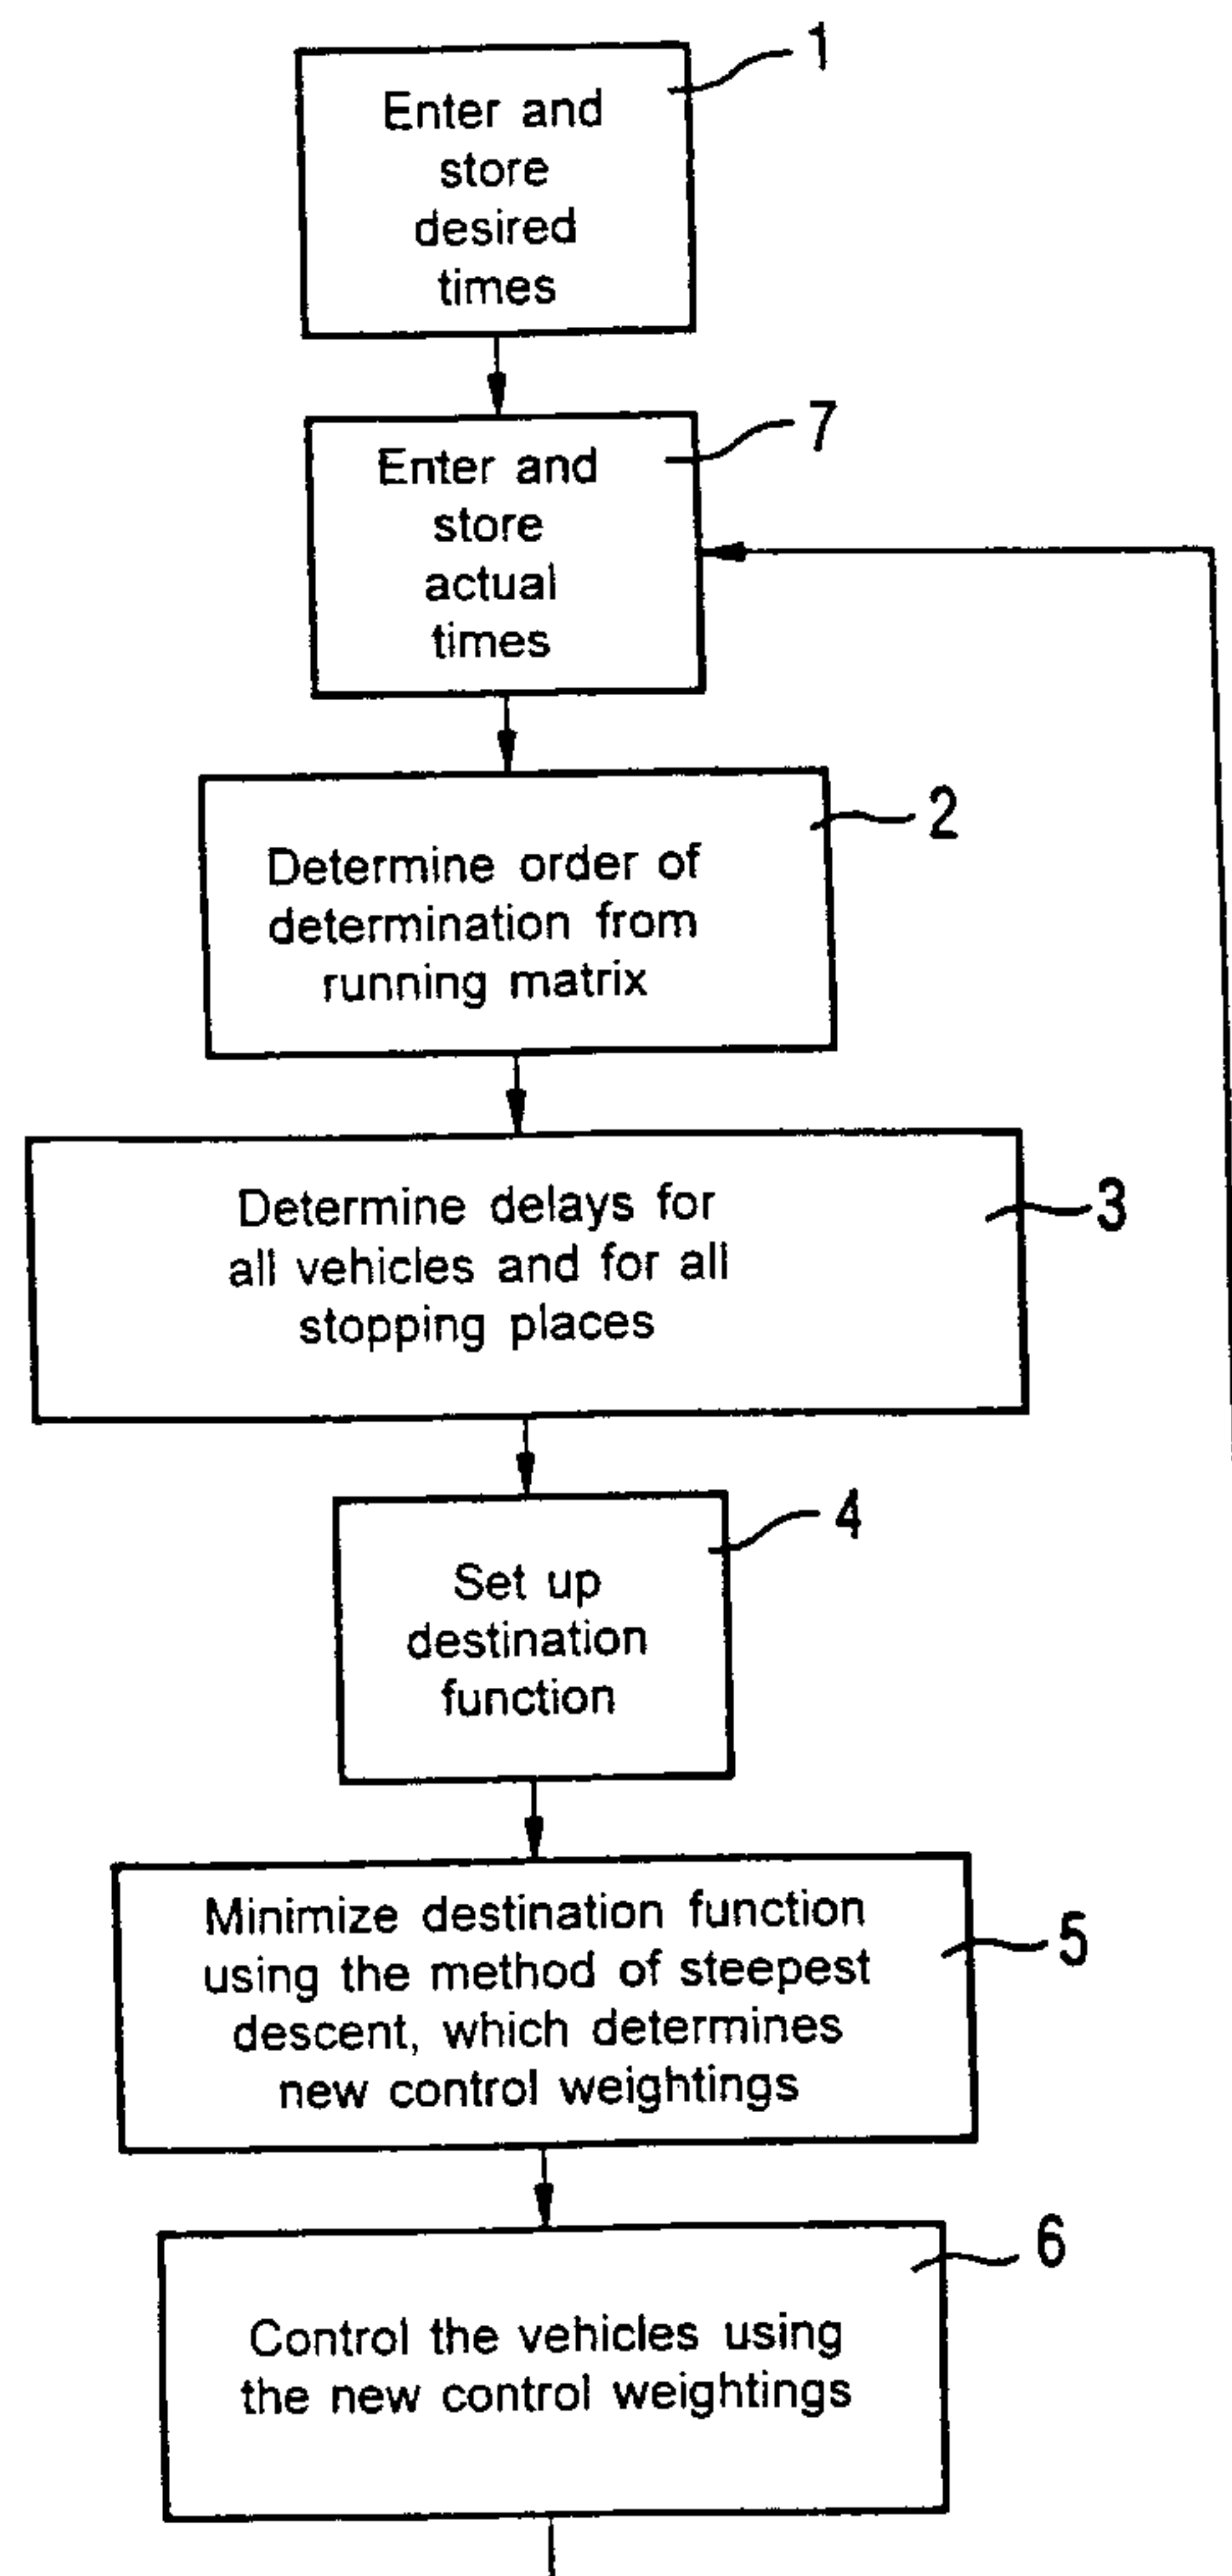 1
Enter and
store
desired
times
7
Enter and
store
actual
times
2
Determine order of
determination from
running matrix
3
Determine delays for
all vehicles and for all
stopping places
4
Set up
destination
function
5
Minimize destination function
using the method of steepest
descent, which determines
new control weightings
6
Control the vehicles using
the new control weightings